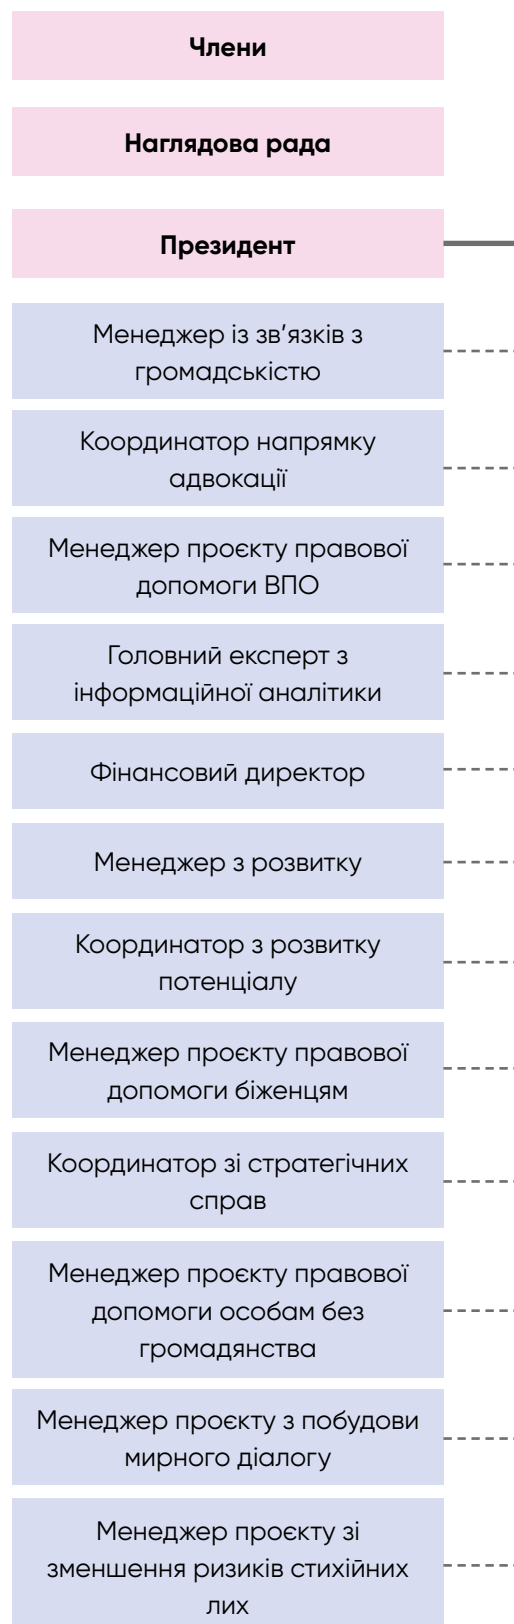 Члени
Наглядова рада
Президент
Менеджер із зв’язків з
громадськістю
Координатор напрямку
адвокації
Менеджер проєкту правової
допомоги ВПО
Головний експерт з
інформаційної аналітики
Фінансовий директор
Менеджер з розвитку
Координатор з розвитку
потенціалу
Менеджер проєкту правової
допомоги біженцям
Координатор зі стратегічних
справ
Менеджер проєкту правової
допомоги особам без
громадянства
Менеджер проєкту з побудови
мирного діалогу
Менеджер проєкту зі
зменшення ризиків стихійних
лих